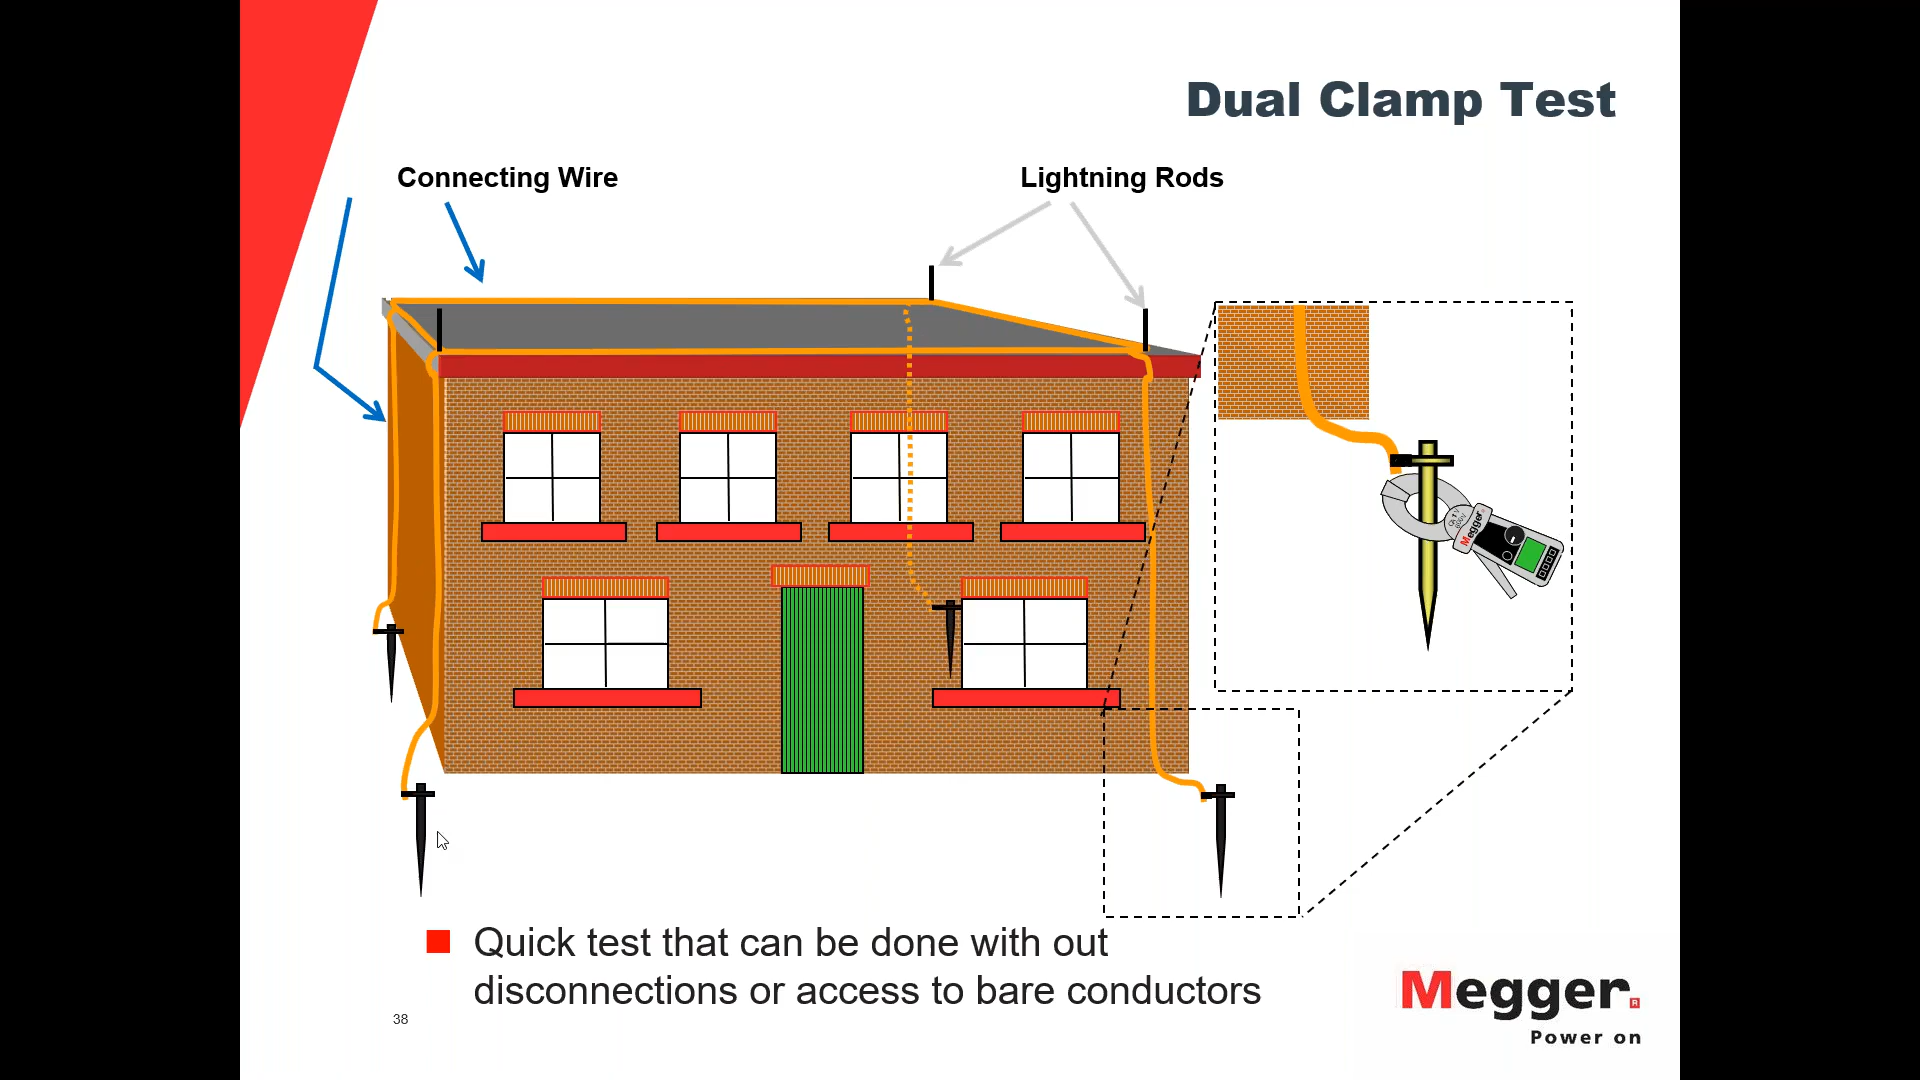 Dual Clamp Test
Connecting Wire
Lightning Rods
Megger
Quick test that can be done with out
disconnections or access to bare conductors
38
Megger.
Power on